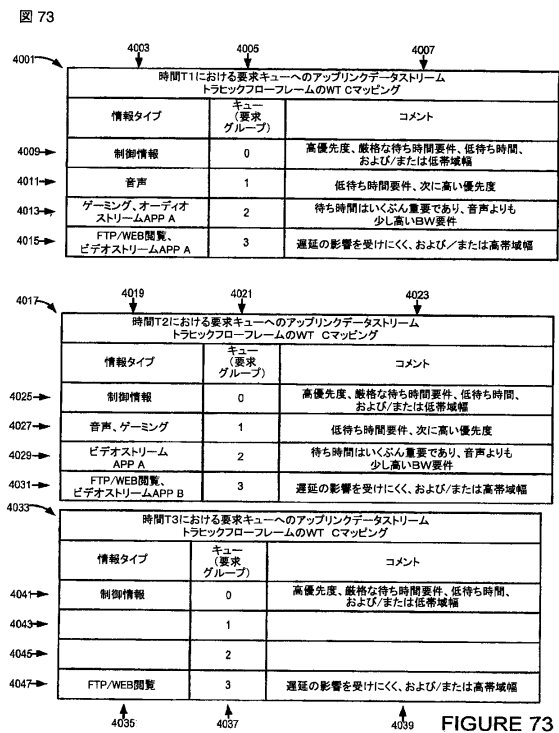 図 73
4003
4005
4007
4001
時間T1における要求キューへのアップリンクデータストリーム
トラヒックフローフレームのWT Cマッピング
情報タイプ
キュー
(要求
グループ)
コメント
4009
制御情報
0
高優先度、厳格な待ち時間要件、低待ち時間、
および/または低帯域幅
4011
音声
1
低待ち時間要件、次に高い優先度
4013
ゲーミング、オーディオ
ストリームAPP A
2
待ち時間はいくぶん重要であり、音声よりも
少し高いBW要件
4015
FTP/WEB閲覧、
ビデオストリームAPP A
3
遅延の影響を受けにくく、および/または高帯域幅
4017
4019
4021
4023
時間T2における要求キューへのアップリンクデータストリーム
トラヒックフローフレームのWT Cマッピング
情報タイプ
キュー
(要求
グループ)
コメント
4025
制御情報
0
高優先度、厳格な待ち時間要件、低待ち時間、
および/または低帯域幅
4027
音声、ゲーミング
1
低待ち時間要件、次に高い優先度
4029
ビデオストリーム
APP A
2
待ち時間はいくぶん重要であり、音声よりも
少し高いBW要件
4031
FTP/WEB閲覧、
ビデオストリームAPP B
3
遅延の影響を受けにくく、および/または高帯域幅
4033
時間T3における要求キューへのアップリンクデータストリーム
トラヒックフローフレームのWT Cマッピング
情報タイプ
キュー
(要求
グループ)
コメント
4041
制御情報
0
高優先度、厳格な待ち時間要件、低待ち時間、
および/または低帯域幅
4043
1
4045
2
4047
FTP/WEB閲覧
3
遅延の影響を受けにくく、および/または高帯域幅
4035
4037
4039
FIGURE 73